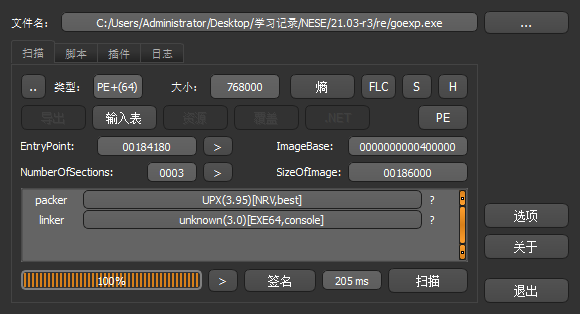 文件名： C:/Users/Administrator/Desktop/学习记录/NESE/21.03-r3/re/goexp.exe ...
扫描 脚本 插件 日志
.. 类型： PE+(64) 大小： 768000 熵 FLC S H
导出 输入表 资源 覆盖 .NET PE
EntryPoint: 00184180 > ImageBase: 0000000000400000
NumberOfSections: 0003 > SizeOfImage: 00186000
packer UPX(3.95)[NRV,best] ?
linker unknown(3.0)[EXE64,console] ?
选项
关于
100% > 签名 205 ms 扫描 退出